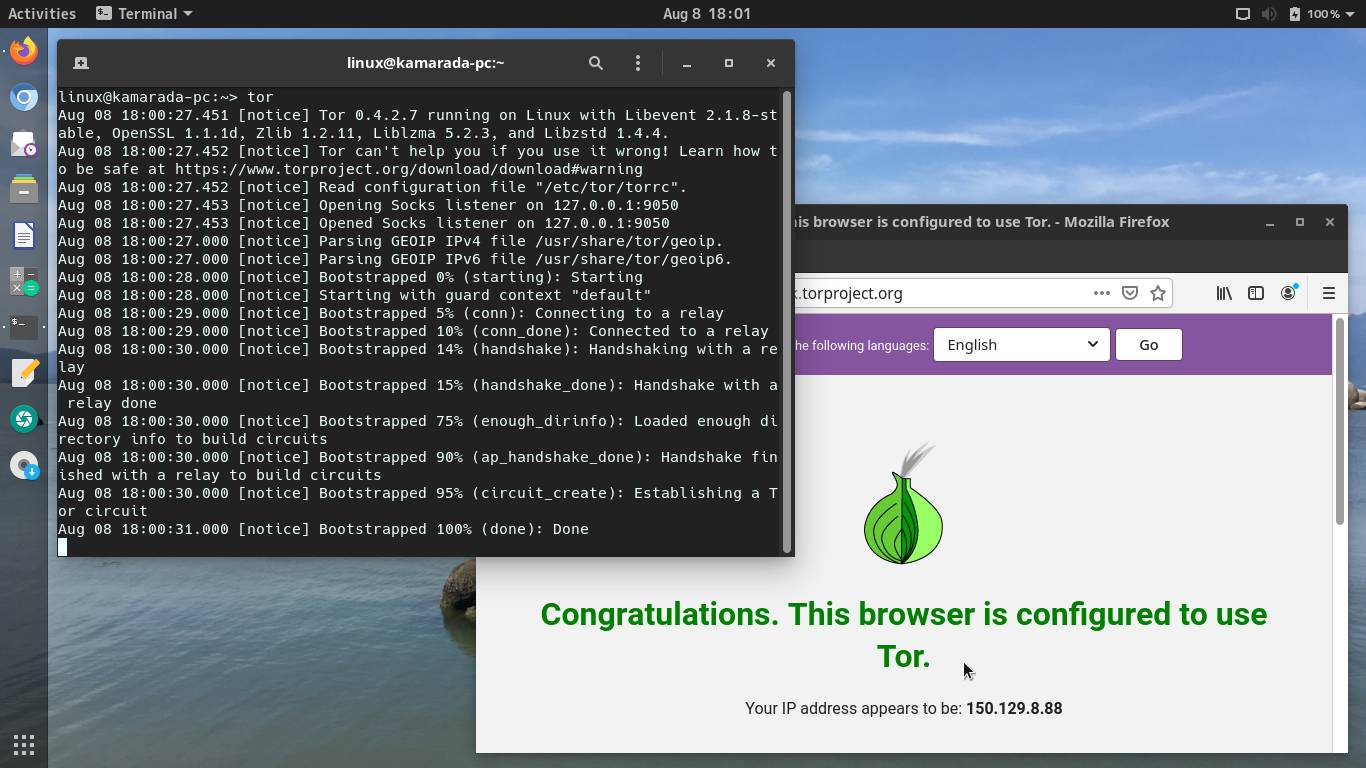 Activities
Terminal
Aug 8 18:01
100%
linux@kamarada-pc:~
linux@kamarada-pc:~> tor
Aug 08 18:00:27.451 [notice] Tor 0.4.2.7 running on Linux with Libevent 2.1.8-st
able, OpenSSL 1.1.1d, Zlib 1.2.11, Liblzma 5.2.3, and Libzstd 1.4.4.
Aug 08 18:00:27.452 [notice] Tor can't help you if you use it wrong! Learn how t
o be safe at https://www.torproject.org/download/download#warning
Aug 08 18:00:27.452 [notice] Read configuration file "/etc/tor/torrc".
Aug 08 18:00:27.453 [notice] Opening Socks listener on 127.0.0.1:9050
Aug 08 18:00:27.453 [notice] Opened Socks listener on 127.0.0.1:9050
Aug 08 18:00:27.000 [notice] Parsing GEOIP IPv4 file /usr/share/tor/geoip.
Aug 08 18:00:27.000 [notice] Parsing GEOIP IPv6 file /usr/share/tor/geoip6.
Aug 08 18:00:28.000 [notice] Bootstrapped 0% (starting): Starting
Aug 08 18:00:28.000 [notice] Starting with guard context "default"
Aug 08 18:00:29.000 [notice] Bootstrapped 5% (conn): Connecting to a relay
Aug 08 18:00:29.000 [notice] Bootstrapped 10% (conn_done): Connected to a relay
Aug 08 18:00:30.000 [notice] Bootstrapped 14% (handshake): Handshaking with a re
lay
Aug 08 18:00:30.000 [notice] Bootstrapped 15% (handshake_done): Handshake with a
 relay done
Aug 08 18:00:30.000 [notice] Bootstrapped 75% (enough_dirinfo): Loaded enough di
rectory info to build circuits
Aug 08 18:00:30.000 [notice] Bootstrapped 90% (ap_handshake_done): Handshake fin
ished with a relay to build circuits
Aug 08 18:00:30.000 [notice] Bootstrapped 95% (circuit_create): Establishing a T
or circuit
Aug 08 18:00:31.000 [notice] Bootstrapped 100% (done): Done
his browser is configured to use Tor. - Mozilla Firefox
.torproject.org
he following languages:
English
Go
Congratulations. This browser is configured to use
Tor.
Your IP address appears to be: 150.129.8.88